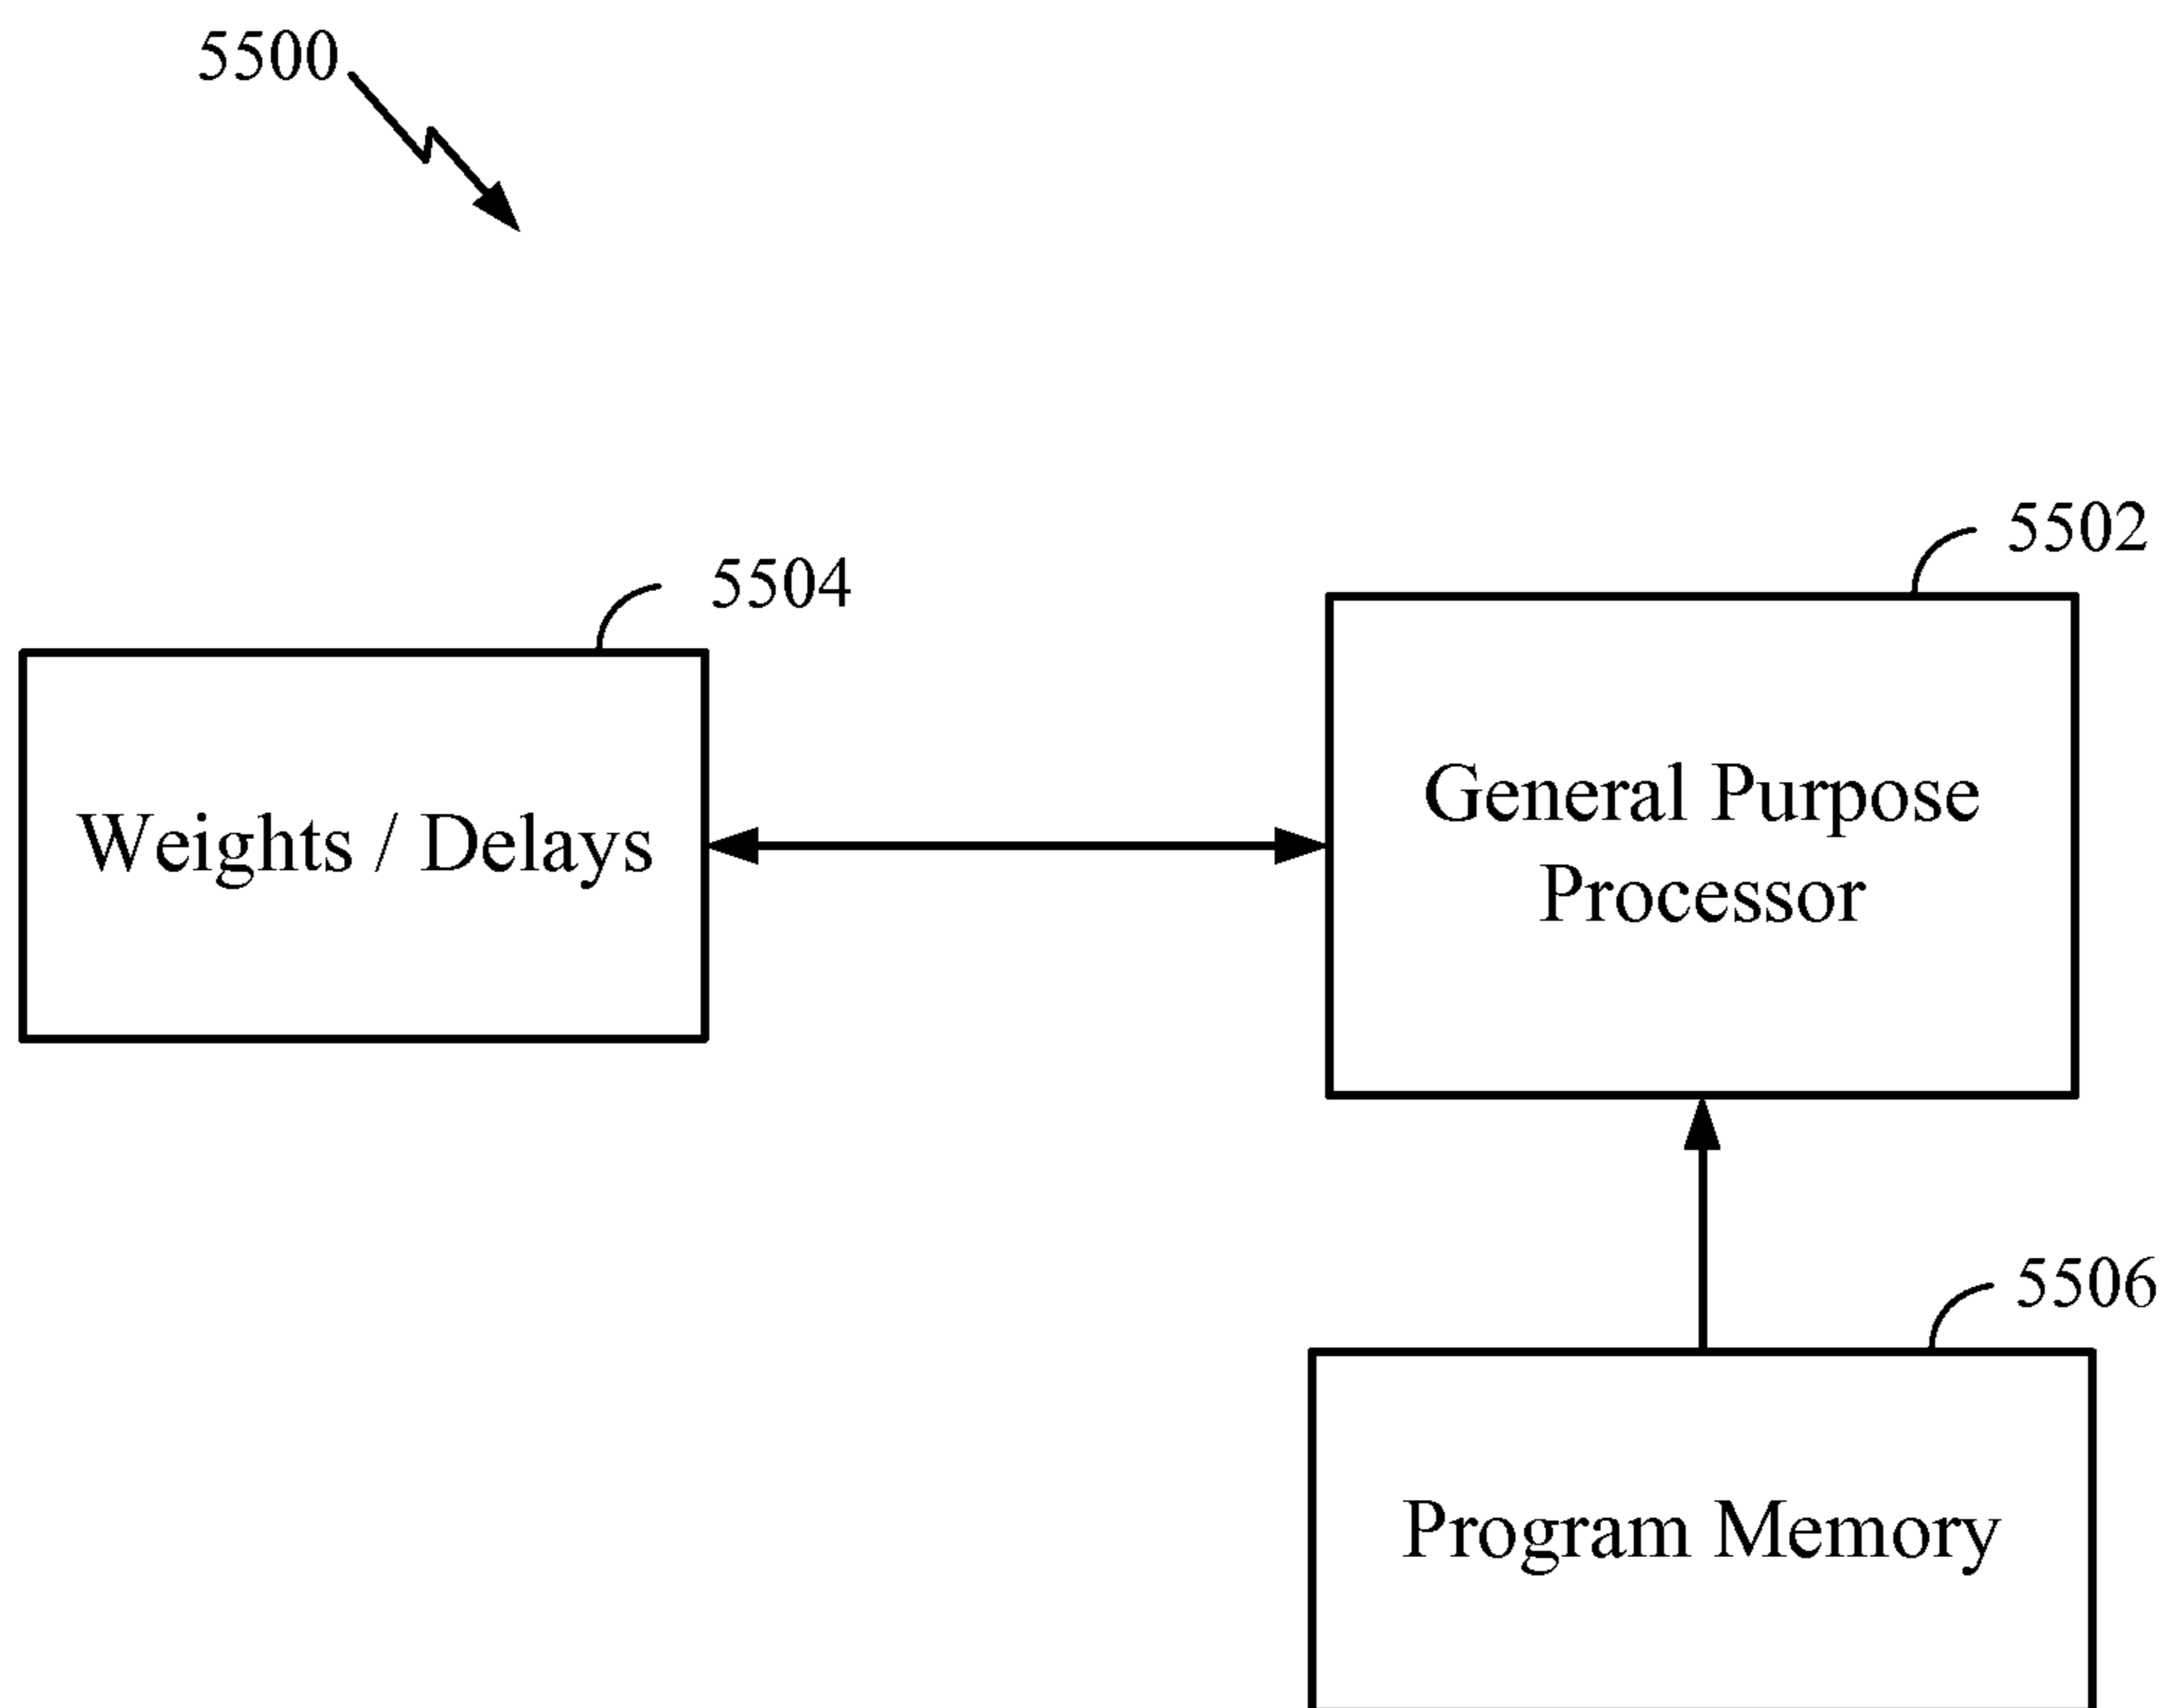 5500
5502
5504
General Purpose
Processor
Weights / Delays
5506
Program Memory